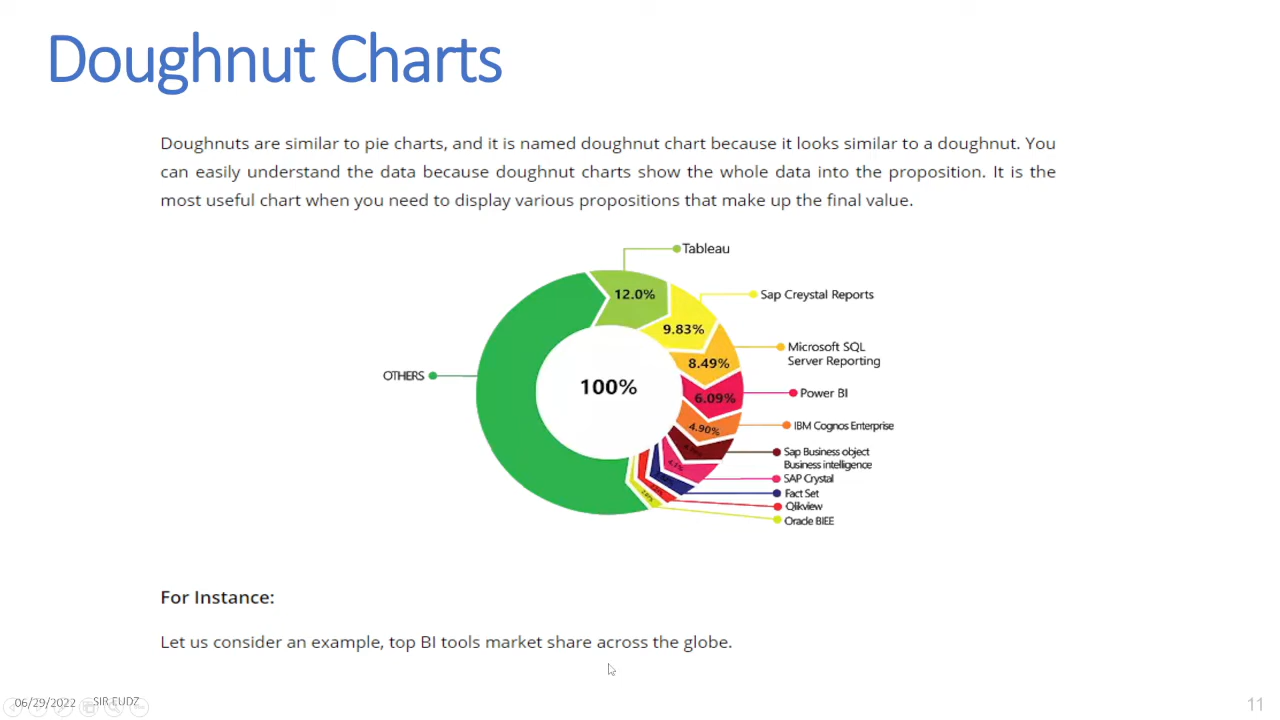 Doughnut Charts
Doughnuts are similar to pie charts, and it is named doughnut chart because it looks similar to a doughnut. You
can easily understand the data because doughnut charts show the whole data into the proposition. It is the
most useful chart when you need to display various propositions that make up the final value.
Tableau
12.0%
Sap Creystal Reports
9.83%
Microsoft SQL
Server Reporting
8.49%
OTHERS
100%
Power BI
6.09%
IBM Cognos Enterprise
4.90%
Sap Business object
Business intelligence
SAP Crystal
Fact Set
Qlikview
Oracle BIEE
For Instance:
Let us consider an example, top BI tools market share across the globe.
06/29/2022
SIR EUDZ
11